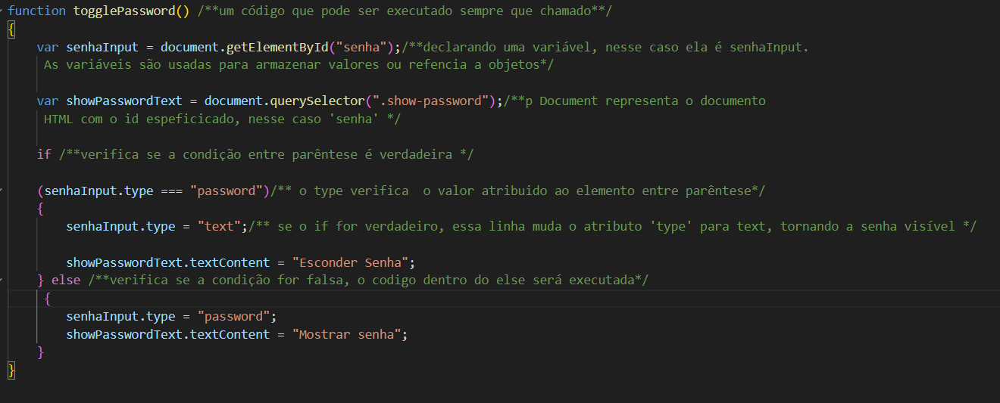 function togglePassword() /**um código que pode ser executado sempre que chamado**/
{
    var senhaInput = document.getElementById("senha");/**declarando uma variável, nesse caso ela é senhaInput.
     As variáveis são usadas para armazenar valores ou refencia a objetos*/

    var showPasswordText = document.querySelector(".show-password");/**p Document representa o documento
     HTML com o id espeficicado, nesse caso 'senha' */

    if /**verifica se a condição entre parêntese é verdadeira */

    (senhaInput.type === "password")/** o type verifica  o valor atribuido ao elemento entre parêntese*/
    {
        senhaInput.type = "text";/** se o if for verdadeiro, essa linha muda o atributo 'type' para text, tornando a senha visível */

        showPasswordText.textContent = "Esconder Senha";
    } else /**verifica se a condição for falsa, o codigo dentro do else será executada*/
     {
        senhaInput.type = "password";
        showPasswordText.textContent = "Mostrar senha";
    }
}